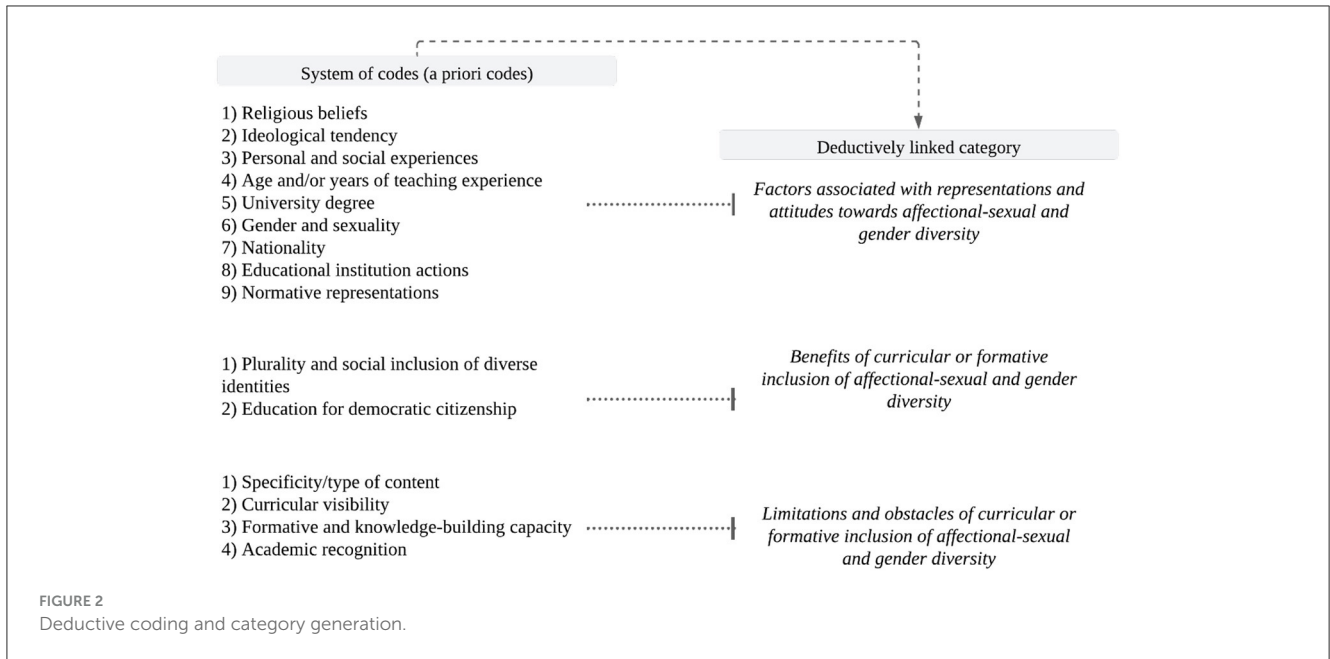 System of codes (a priori codes)
1) Religious beliefs
2) Ideological tendency
3) Personal and social experiences
4) Age and/or years of teaching experience
5) University degree
6) Gender and sexuality
7) Nationality
8) Educational institution actions
9) Normative representations
Deductively linked category
Factors associated with representations and
attitudes towards affectional-sexual and
gender diversity
1) Plurality and social inclusion of diverse
identities
2) Education for democratic citizenship
Benefits of curricular or formative
inclusion of affectional-sexual and gender
diversity
1) Specificity/type of content
2) Curricular visibility
3) Formative and knowledge-building capacity
4) Academic recognition
Limitations and obstacles of curricular or
formative inclusion of affectional-sexual
and gender diversity
FIGURE 2
Deductive coding and category generation.